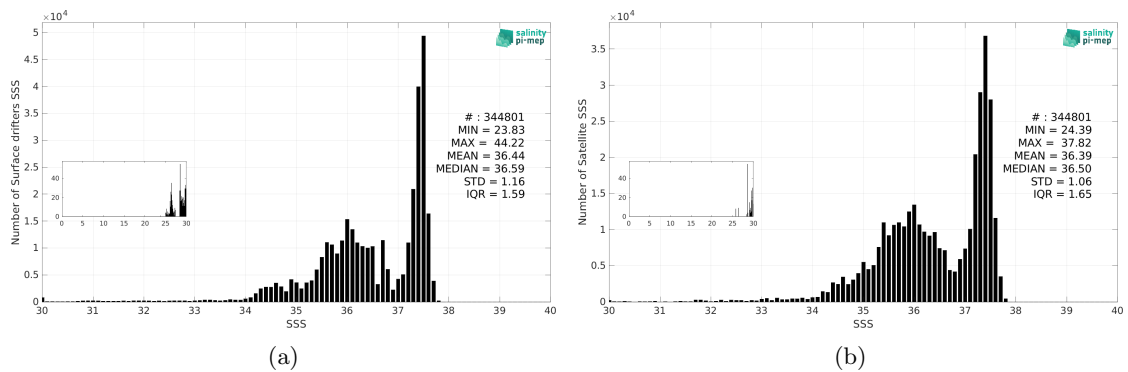 ×10⁴
5
4.5
4
3.5
3
2.5
2
1.5
1
0.5
0
Number of Surface drifters SSS
salinity
pi-mep
# : 344801
MIN = 23.83
MAX = 44.22
MEAN = 36.44
MEDIAN = 36.59
STD = 1.16
IQR = 1.59
40
20
0
0 5 10 15 20 25 30
30 31 32 33 34 35 36 37 38 39 40
SSS
(a)
×10⁴
3.5
3
2.5
2
1.5
1
0.5
0
Number of Satellite SSS
salinity
pi-mep
# : 344801
MIN = 24.39
MAX = 37.82
MEAN = 36.39
MEDIAN = 36.50
STD = 1.06
IQR = 1.65
40
20
0
0 5 10 15 20 25 30
30 31 32 33 34 35 36 37 38 39 40
SSS
(b)